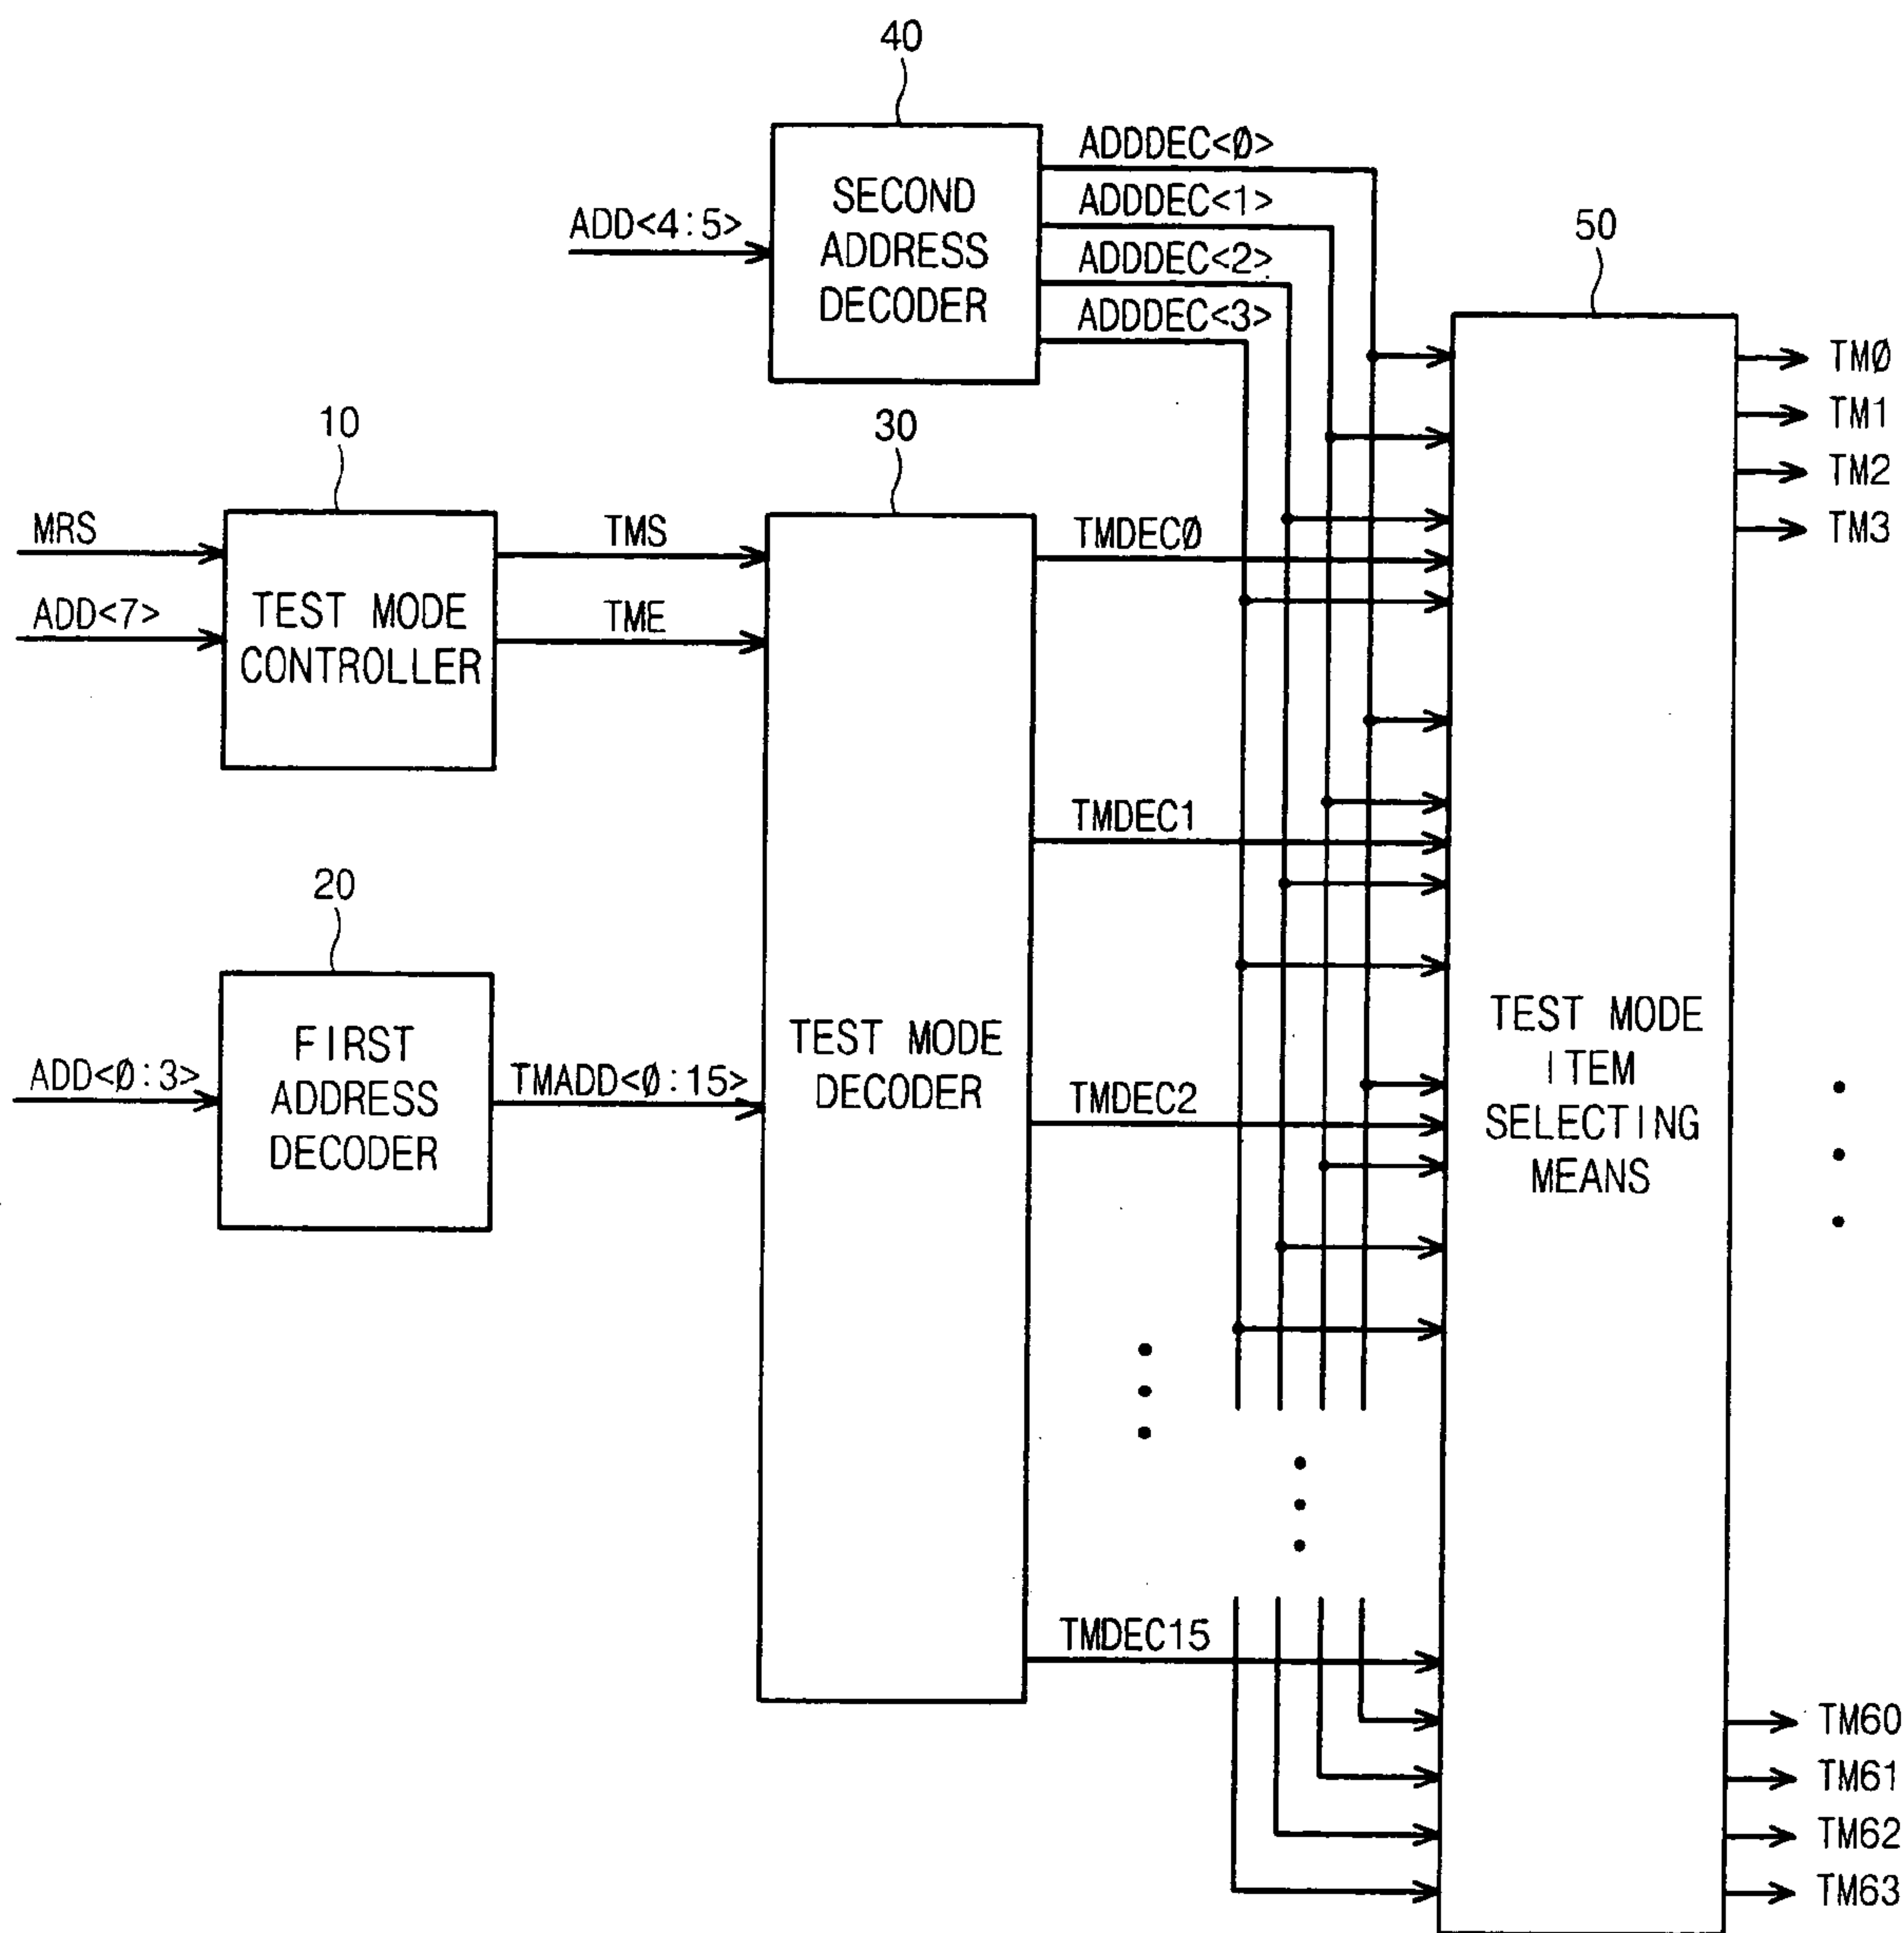 40
SECOND
ADDRESS
DECODER
ADD<4:5>
ADDDEC<Ø>
ADDDEC<1>
ADDDEC<2>
ADDDEC<3>
50
TEST MODE
ITEM
SELECTING
MEANS
TMØ
TM1
TM2
TM3
10
MRS
ADD<7>
TEST MODE
CONTROLLER
TMS
TME
30
TEST MODE
DECODER
TMDECØ
TMDEC1
TMDEC2
TMDEC15
20
ADD<Ø:3>
FIRST
ADDRESS
DECODER
TMADD<Ø:15>
TM60
TM61
TM62
TM63